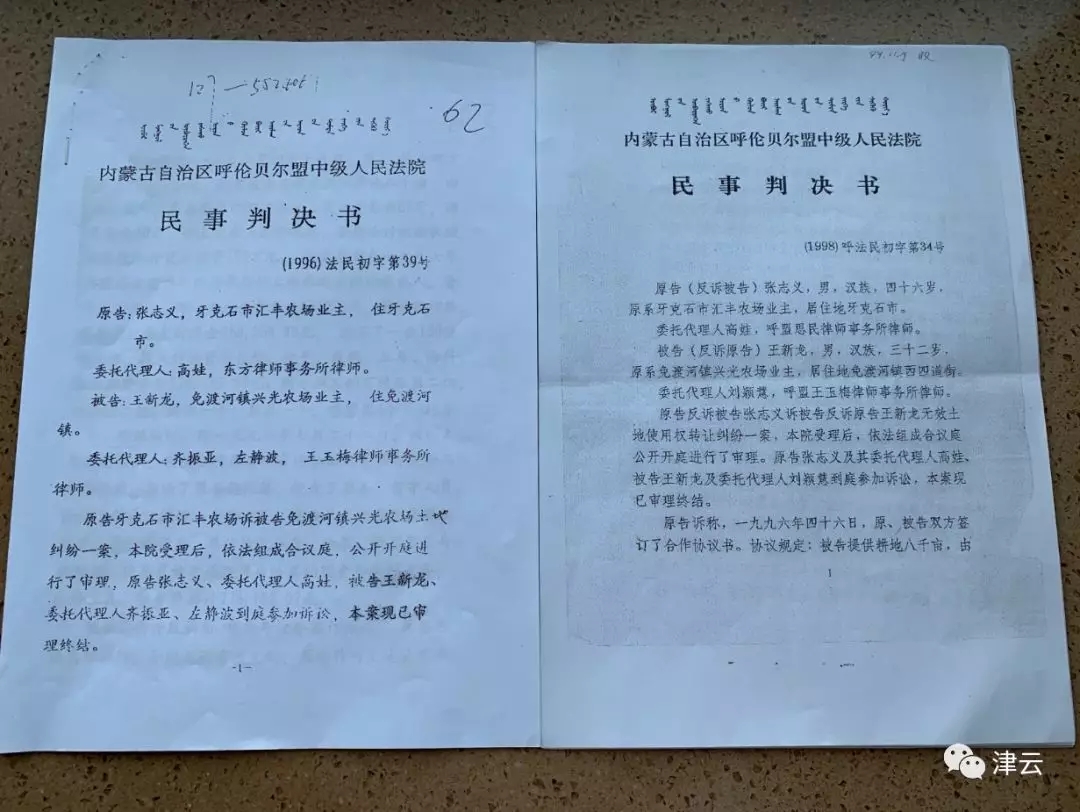 62
内蒙古自治区呼伦贝尔盟中级人民法院
民事判决书
(1996)法民初字第39号
原告:张志义，牙克石市汇丰农场业主， 住牙克石
市。
委托代理人:高娃，东方律师事务所律师。
被告:王新龙，免渡河镇兴光农场业主， 住免渡河
镇。
委托代理人:齐振亚，左静波， 王玉梅律师事务所
律师。
原告牙克石市汇丰农场诉被告免渡河镇兴光农场土地
纠纷一案，本院受理后，依法组成合议庭，公开开庭进
行了审理，原告张志义、委托代理人高娃，被告王新龙、
委托代理人齐振亚、左静波到庭参加诉讼，本案现已审
理终结。
-1-
内蒙古自治区呼伦贝尔盟中级人民法院
民事判决书
(1998)呼法民初字第34号
原告（反诉被告）张志义，男，汉族，四十六岁，
原系牙克石市汇丰农场业主，居住地牙克石市。
委托代理人高娃，呼盟思民律师事务所律师。
被告（反诉原告）王新龙，男，汉族，三十二岁，
原系免渡河镇兴光农场业主，居住地免渡河镇西四道街。
委托代理人刘颖慧，呼盟王玉梅律师事务所律师。
原告反诉被告张志义诉被告反诉原告王新龙无效土
地使用权转让纠纷一案，本院受理后，依法组成合议庭
公开开庭进行了审理。原告张志义及其委托代理人高娃、
被告王新龙及委托代理人刘颖慧到庭参加诉讼，本案现
已审理终结。
原告诉称，一九九六年四十六日，原、被告双方签
订了合作协议书。协议规定：被告提供耕地八千亩，由
1
津云